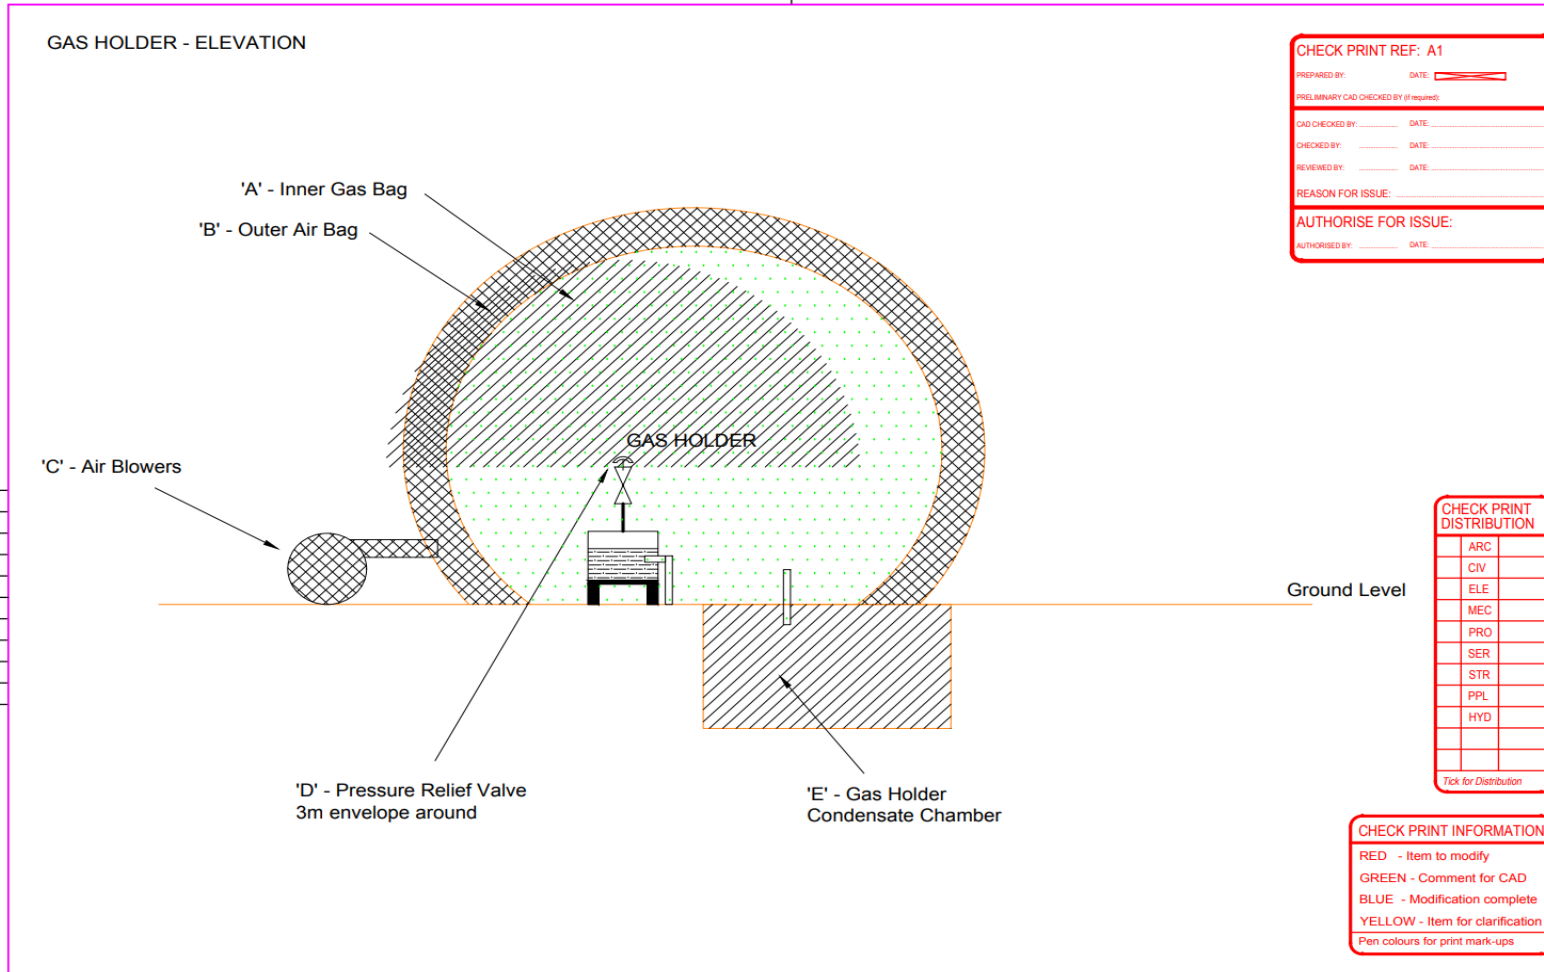 GAS HOLDER - ELEVATION
'A' - Inner Gas Bag
'B' - Outer Air Bag
GAS HOLDER
'C' - Air Blowers
Ground Level
'D' - Pressure Relief Valve
3m envelope around
'E' - Gas Holder
Condensate Chamber
CHECK PRINT REF: A1
PREPARED BY: DATE:
PRELIMINARY CAD CHECKED BY (if required):
CAD CHECKED BY: DATE:
CHECKED BY: DATE:
REVIEWED BY: DATE:
REASON FOR ISSUE:
AUTHORISE FOR ISSUE:
AUTHORISED BY: DATE:
CHECK PRINT
DISTRIBUTION
ARC
CIV
ELE
MEC
PRO
SER
STR
PPL
HYD
Tick for Distribution
CHECK PRINT INFORMATION
RED - Item to modify
GREEN - Comment for CAD
BLUE - Modification complete
YELLOW - Item for clarification
Pen colours for print mark-ups